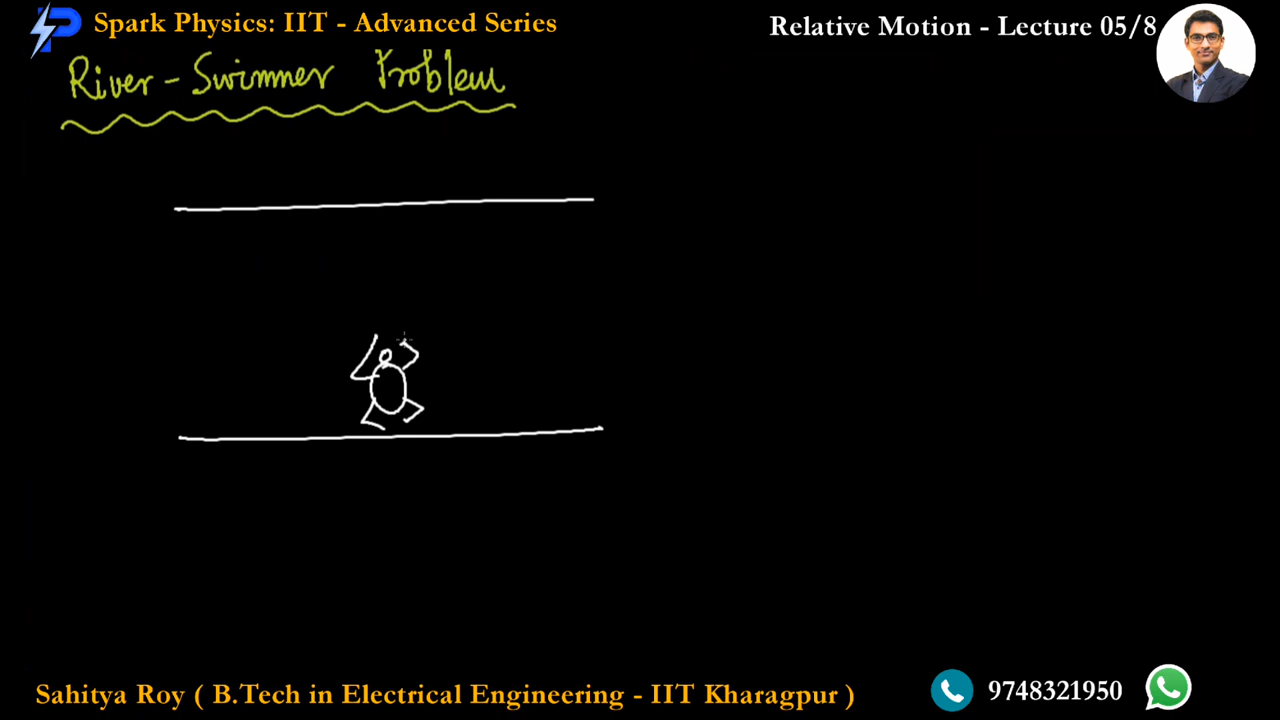 Spark Physics: IIT - Advanced Series
Relative Motion - Lecture 05/8
River - Swimmer Problem
Sahitya Roy ( B.Tech in Electrical Engineering - IIT Kharagpur )
9748321950